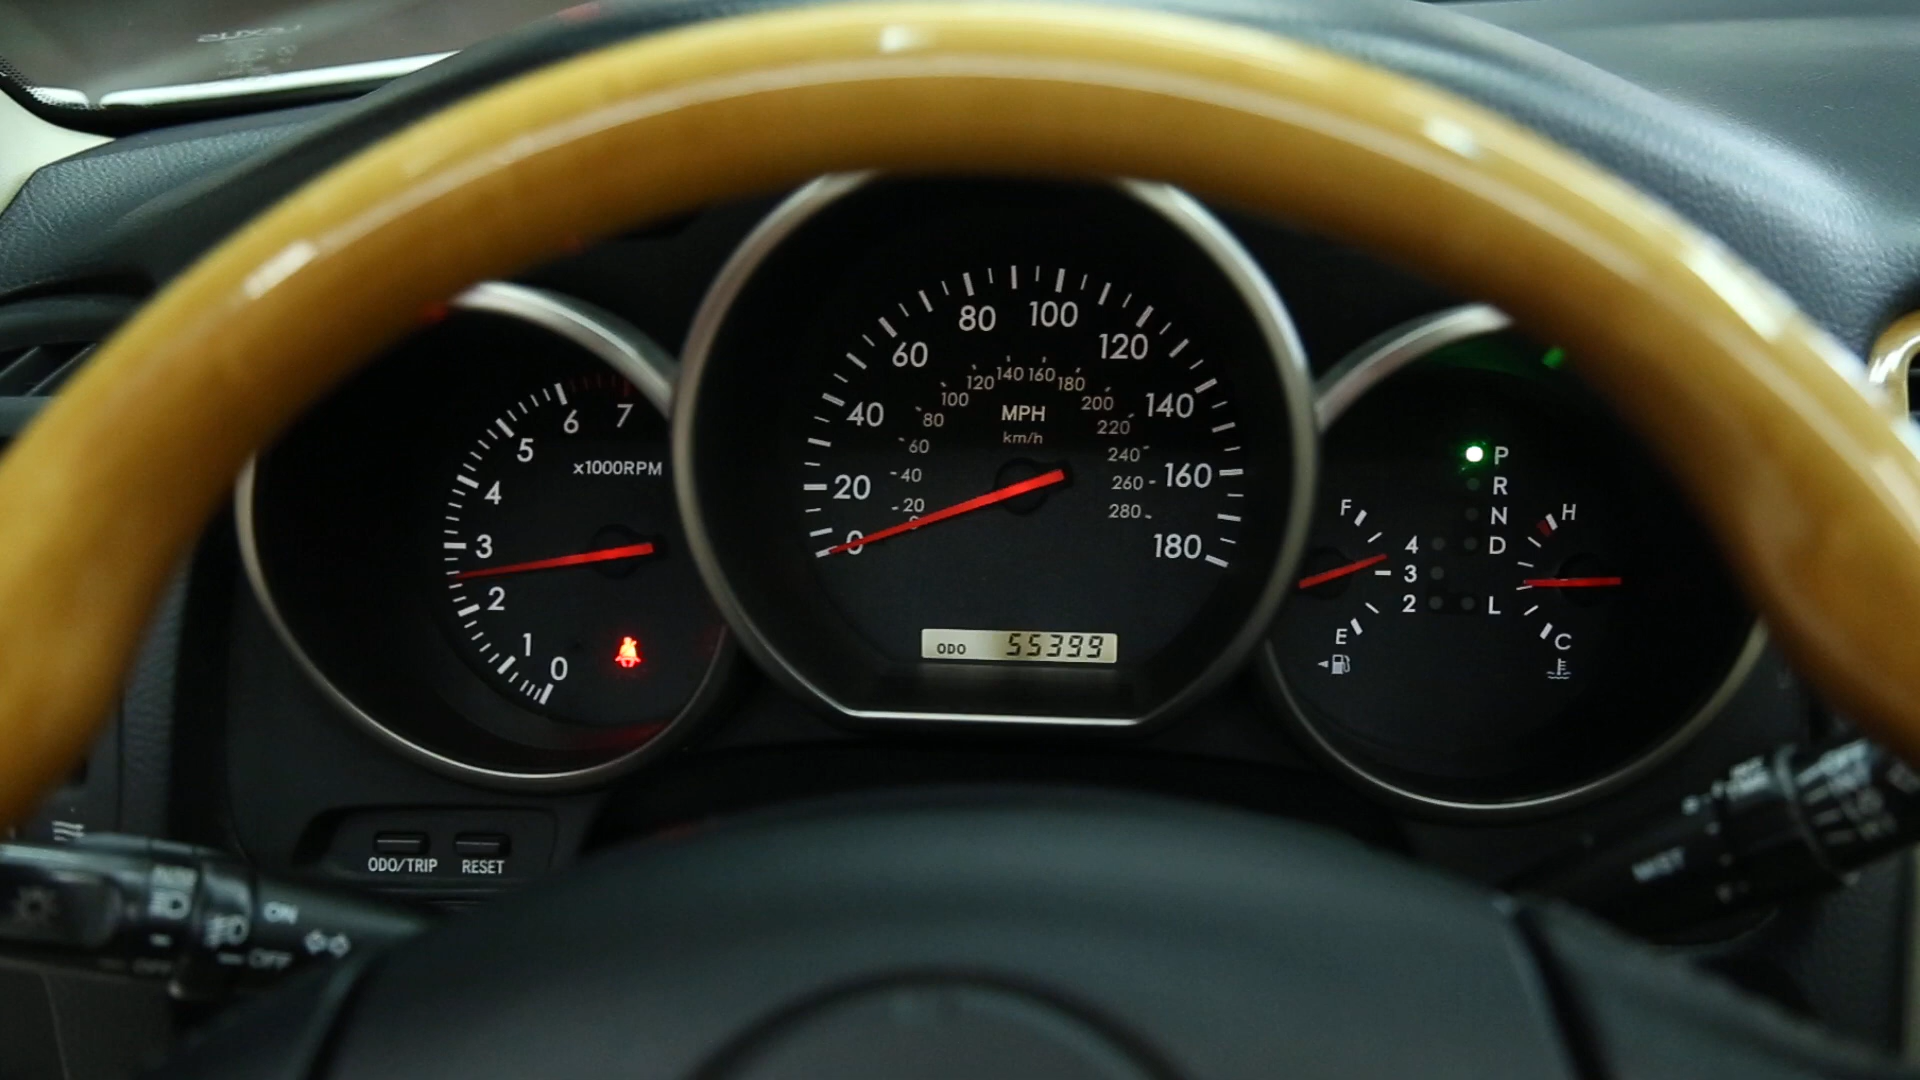 80 100
60 120
40 140
20 160
0 180
120 140 160 180
100 200
80 220
60 240
40 260
20 280
0
MPH
km/h
ODO 55399
7
6
5
4
3
2
1
0
x1000RPM
P
R
N
D
4
3
2 L
F
E
H
C
ODO/TRIP RESET
ON
OFF